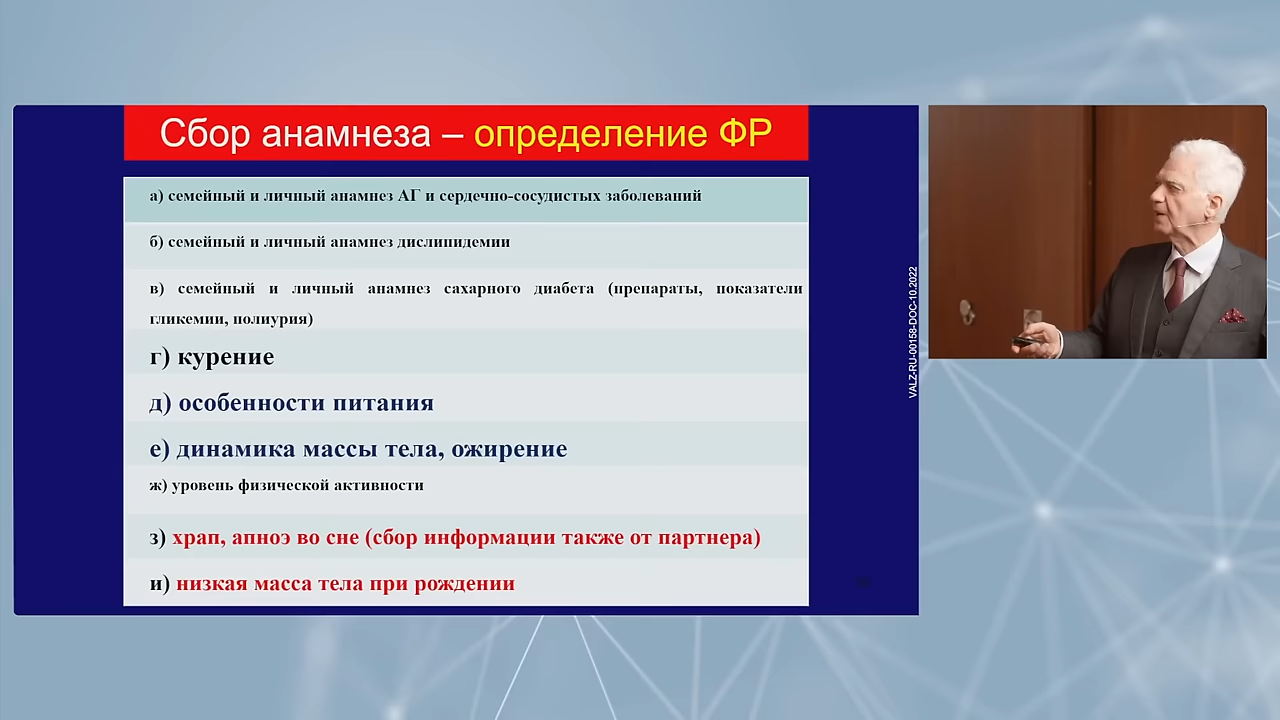 Сбор анамнеза – определение ФР
а) семейный и личный анамнез АГ и сердечно-сосудистых заболеваний
б) семейный и личный анамнез дислипидемии
в) семейный и личный анамнез сахарного диабета (препараты, показатели
гликемии, полиурия)
г) курение
д) особенности питания
е) динамика массы тела, ожирение
ж) уровень физической активности
з) храп, апноэ во сне (сбор информации также от партнера)
и) низкая масса тела при рождении
VALZ-RU-00158-DOC-10.2022